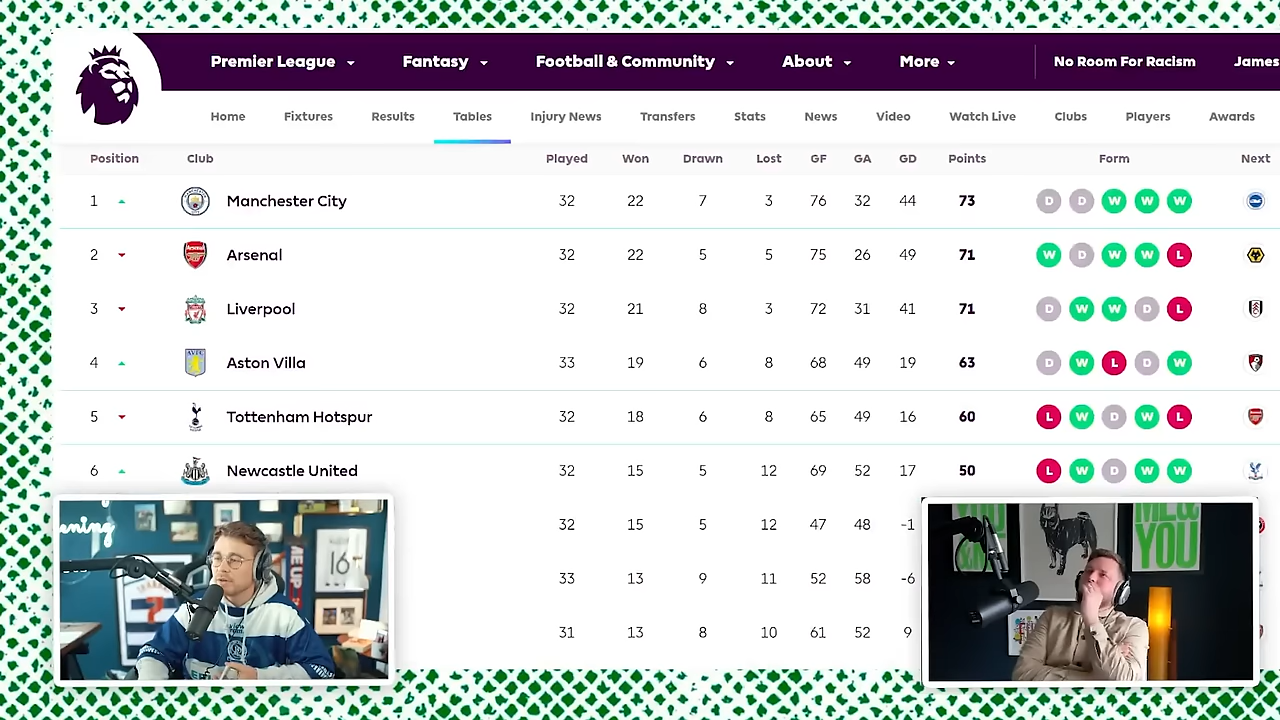 Premier League Fantasy Football & Community About More No Room For Racism James
Home Fixtures Results Tables Injury News Transfers Stats News Video Watch Live Clubs Players Awards
Position Club Played Won Drawn Lost GF GA GD Points Form Next
1 Manchester City 32 22 7 3 76 32 44 73 D D W W W
2 Arsenal 32 22 5 5 75 26 49 71 W D W W L
3 Liverpool 32 21 8 3 72 31 41 71 D W W D L
4 Aston Villa 33 19 6 8 68 49 19 63 D W L D W
5 Tottenham Hotspur 32 18 6 8 65 49 16 60 L W D W L
6 Newcastle United 32 15 5 12 69 52 17 50 L W D W W
32 15 5 12 47 48 -1
33 13 9 11 52 58 -6
31 13 8 10 61 52 9
ening
16
YOU
ME&
YOU